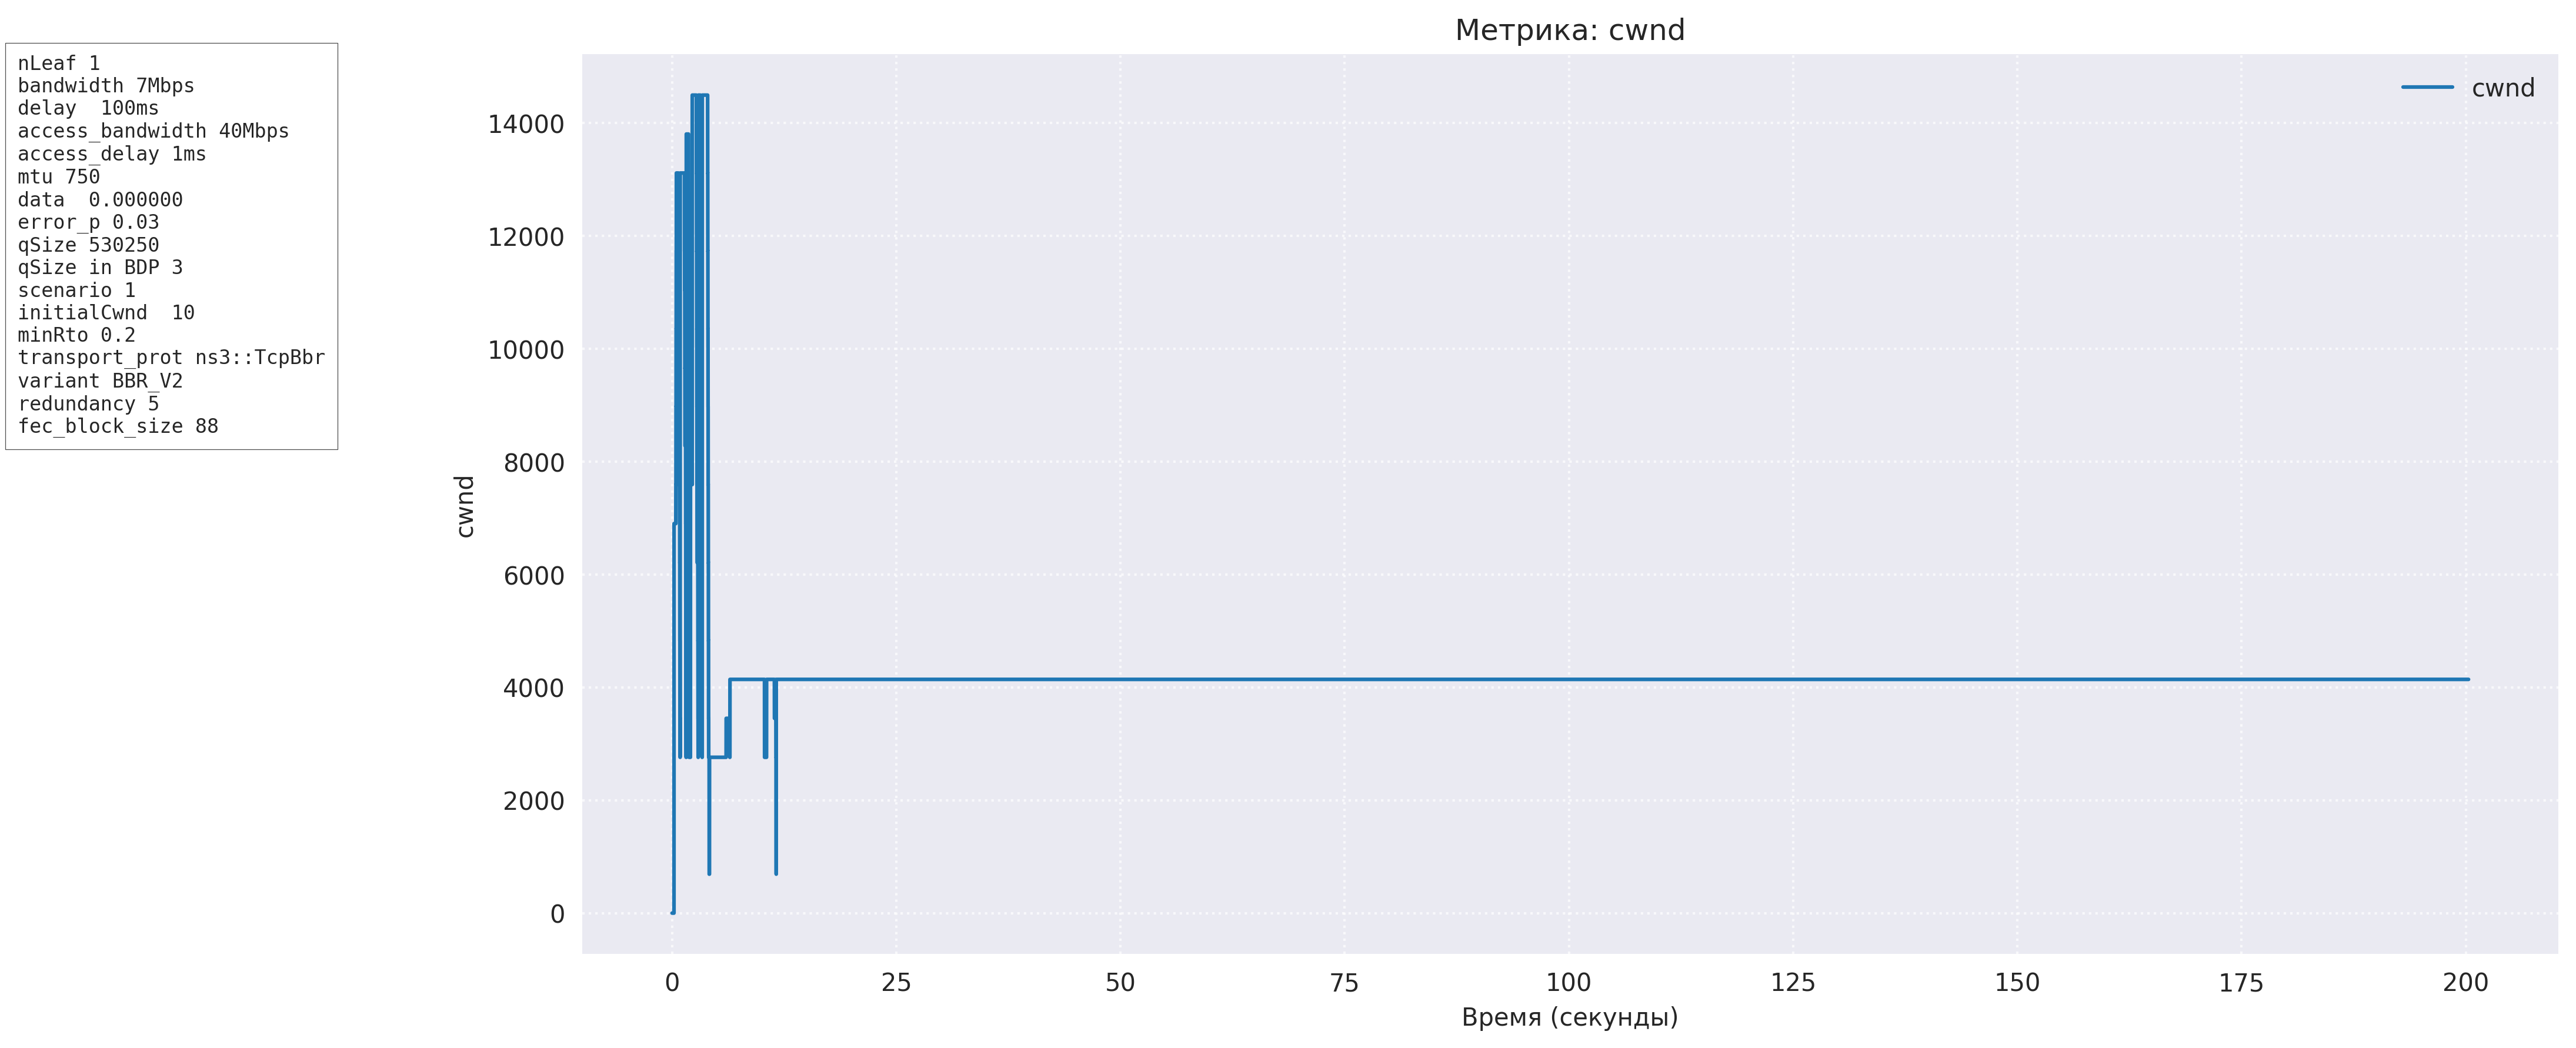 Метрика: cwnd
nLeaf 1
bandwidth 7Mbps
delay  100ms
access_bandwidth 40Mbps
access_delay 1ms
mtu 750
data  0.000000
error_p 0.03
qSize 530250
qSize in BDP 3
scenario 1
initialCwnd  10
minRto 0.2
transport_prot ns3::TcpBbr
variant BBR_V2
redundancy 5
fec_block_size 88
cwnd
14000
12000
10000
8000
6000
4000
2000
0
cwnd
0 25 50 75 100 125 150 175 200
Время (секунды)